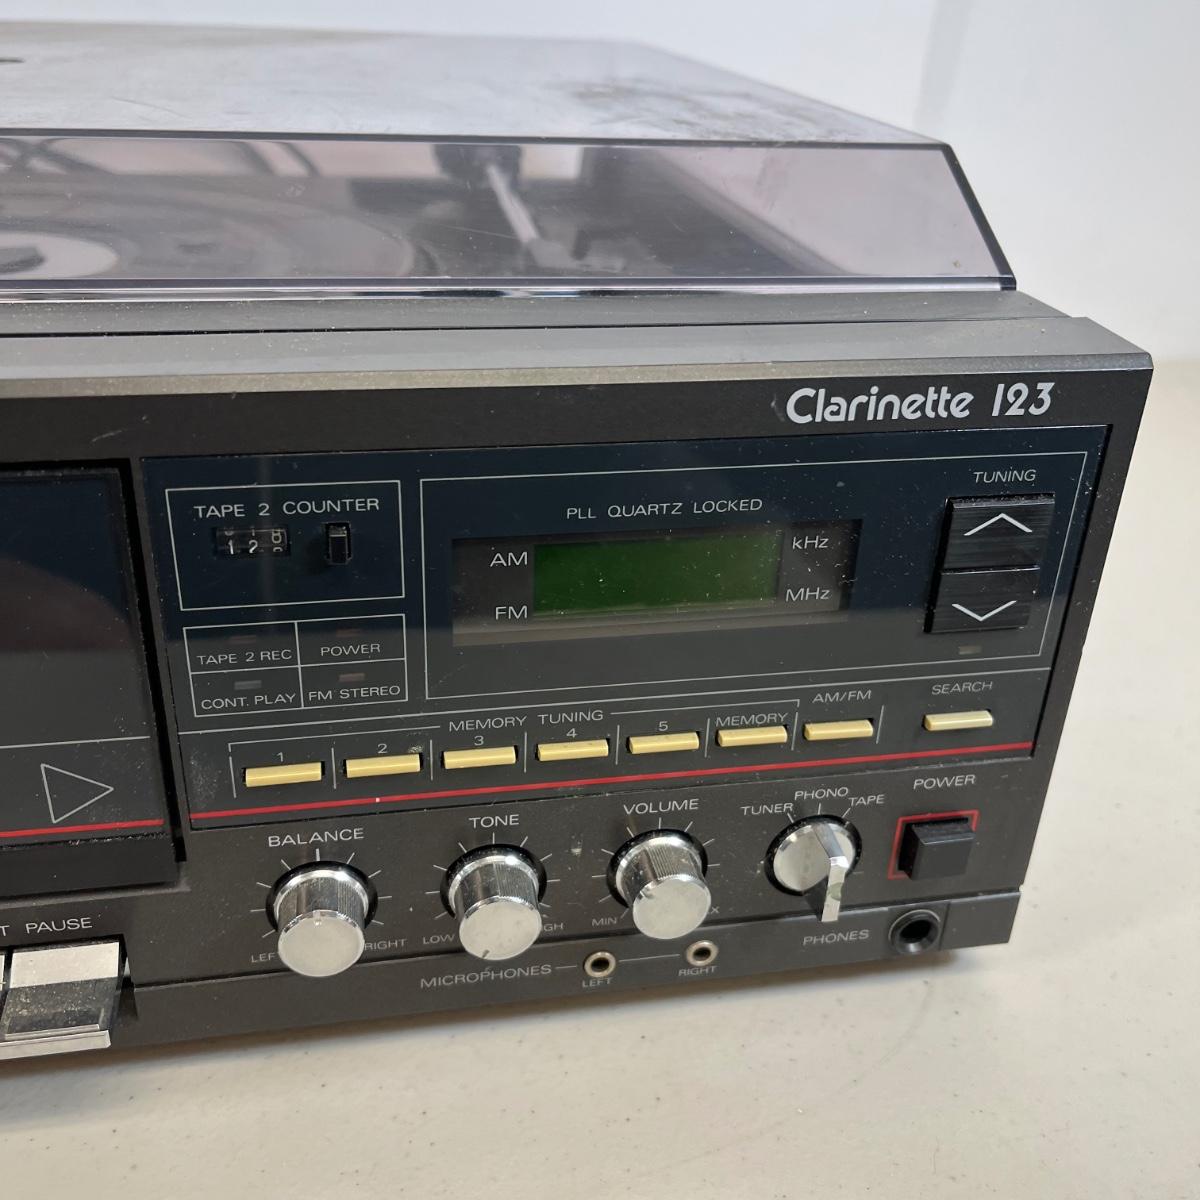 Clarinette 123
TUNING
TAPE 2 COUNTER
PLL QUARTZ LOCKED
AM
kHz
FM
MHz
TAPE 2 REC
POWER
CONT. PLAY
FM STEREO
MEMORY TUNING
1
2
3
4
5
MEMORY
AM/FM
SEARCH
BALANCE
TONE
VOLUME
TUNER
PHONO
TAPE
POWER
PAUSE
RIGHT
LOW
MIN
MICROPHONES
LEFT
RIGHT
PHONES